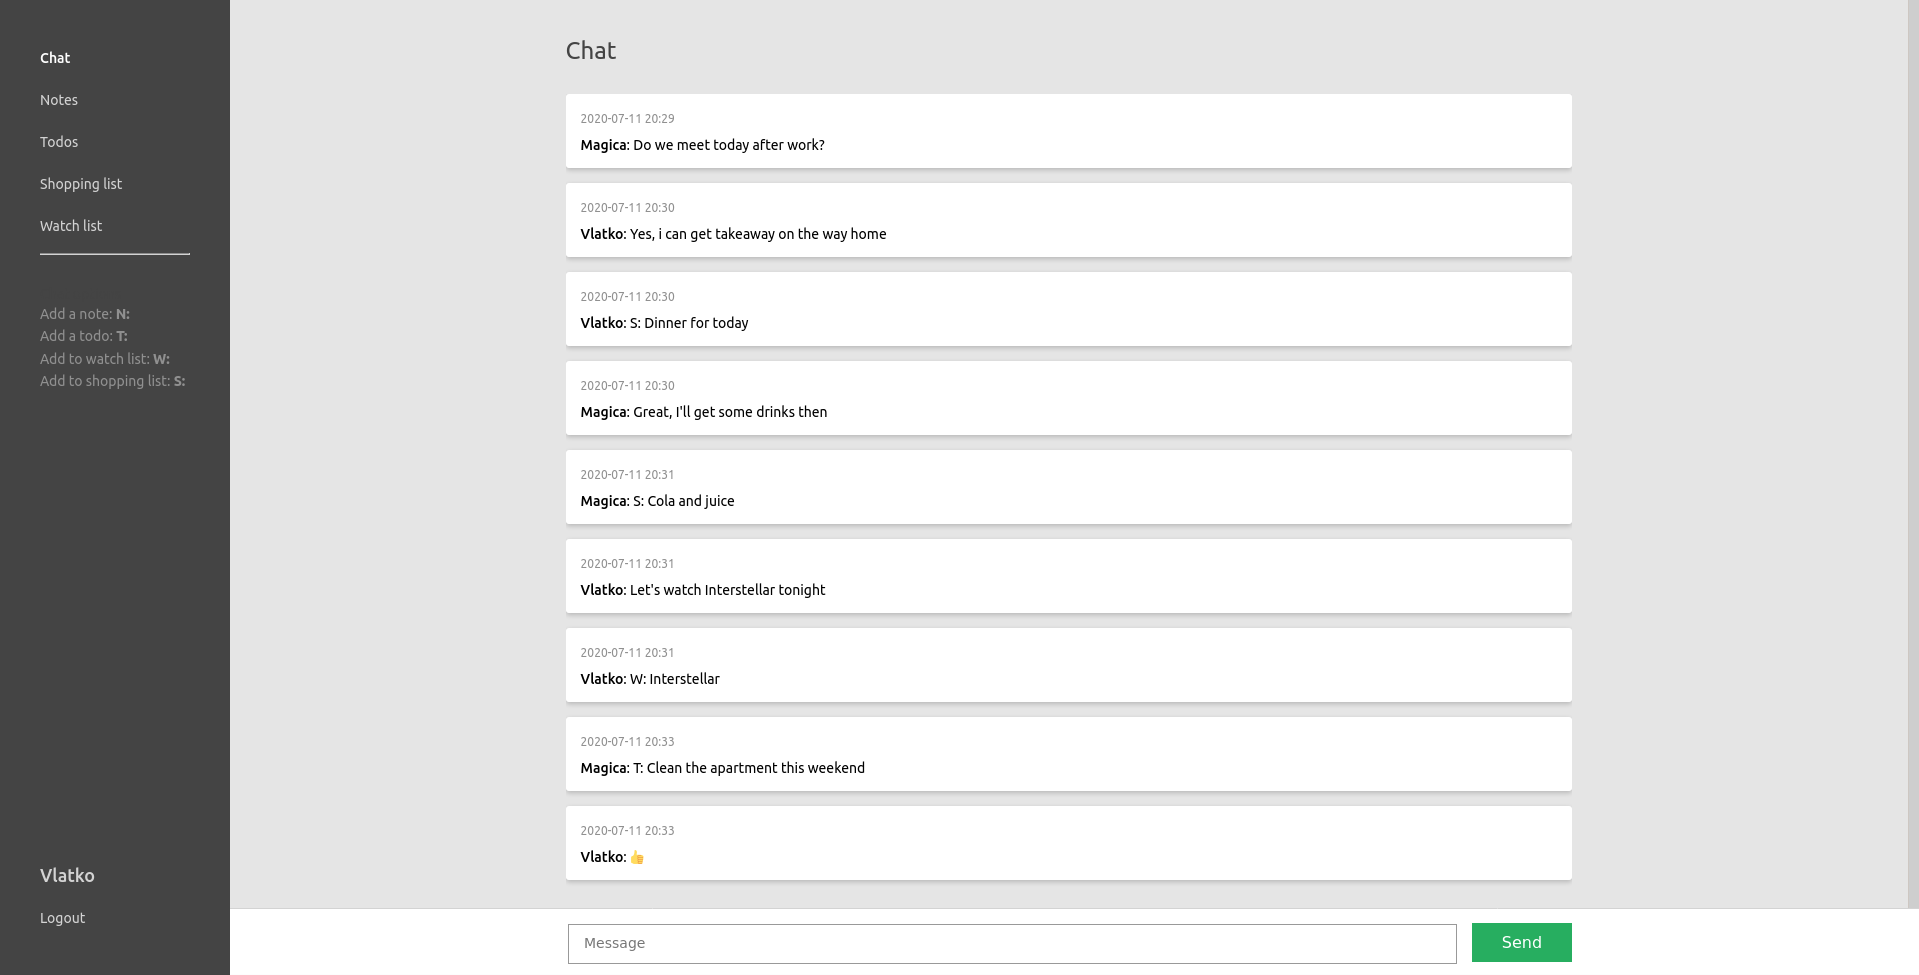 Chat
Notes
Todos
Shopping list
Watch list
Add a note: N:
Add a todo: T:
Add to watch list: W:
Add to shopping list: S:
Vlatko
Logout
Chat
2020-07-11 20:29
Magica: Do we meet today after work?
2020-07-11 20:30
Vlatko: Yes, i can get takeaway on the way home
2020-07-11 20:30
Vlatko: S: Dinner for today
2020-07-11 20:30
Magica: Great, I'll get some drinks then
2020-07-11 20:31
Magica: S: Cola and juice
2020-07-11 20:31
Vlatko: Let's watch Interstellar tonight
2020-07-11 20:31
Vlatko: W: Interstellar
2020-07-11 20:33
Magica: T: Clean the apartment this weekend
2020-07-11 20:33
Vlatko: 👍
Message
Send